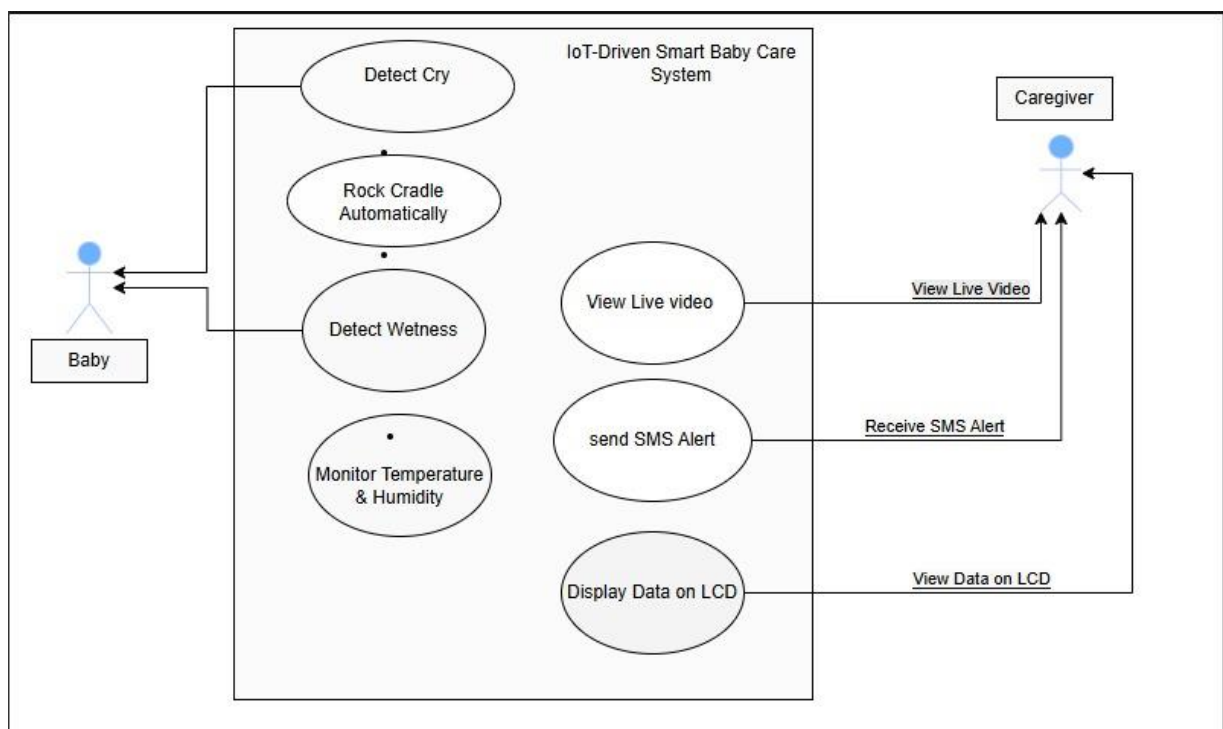 IoT-Driven Smart Baby Care
System
Detect Cry
Caregiver
Rock Cradle
Automatically
View Live video
View Live Video
Detect Wetness
Baby
send SMS Alert
Receive SMS Alert
Monitor Temperature
& Humidity
Display Data on LCD
View Data on LCD